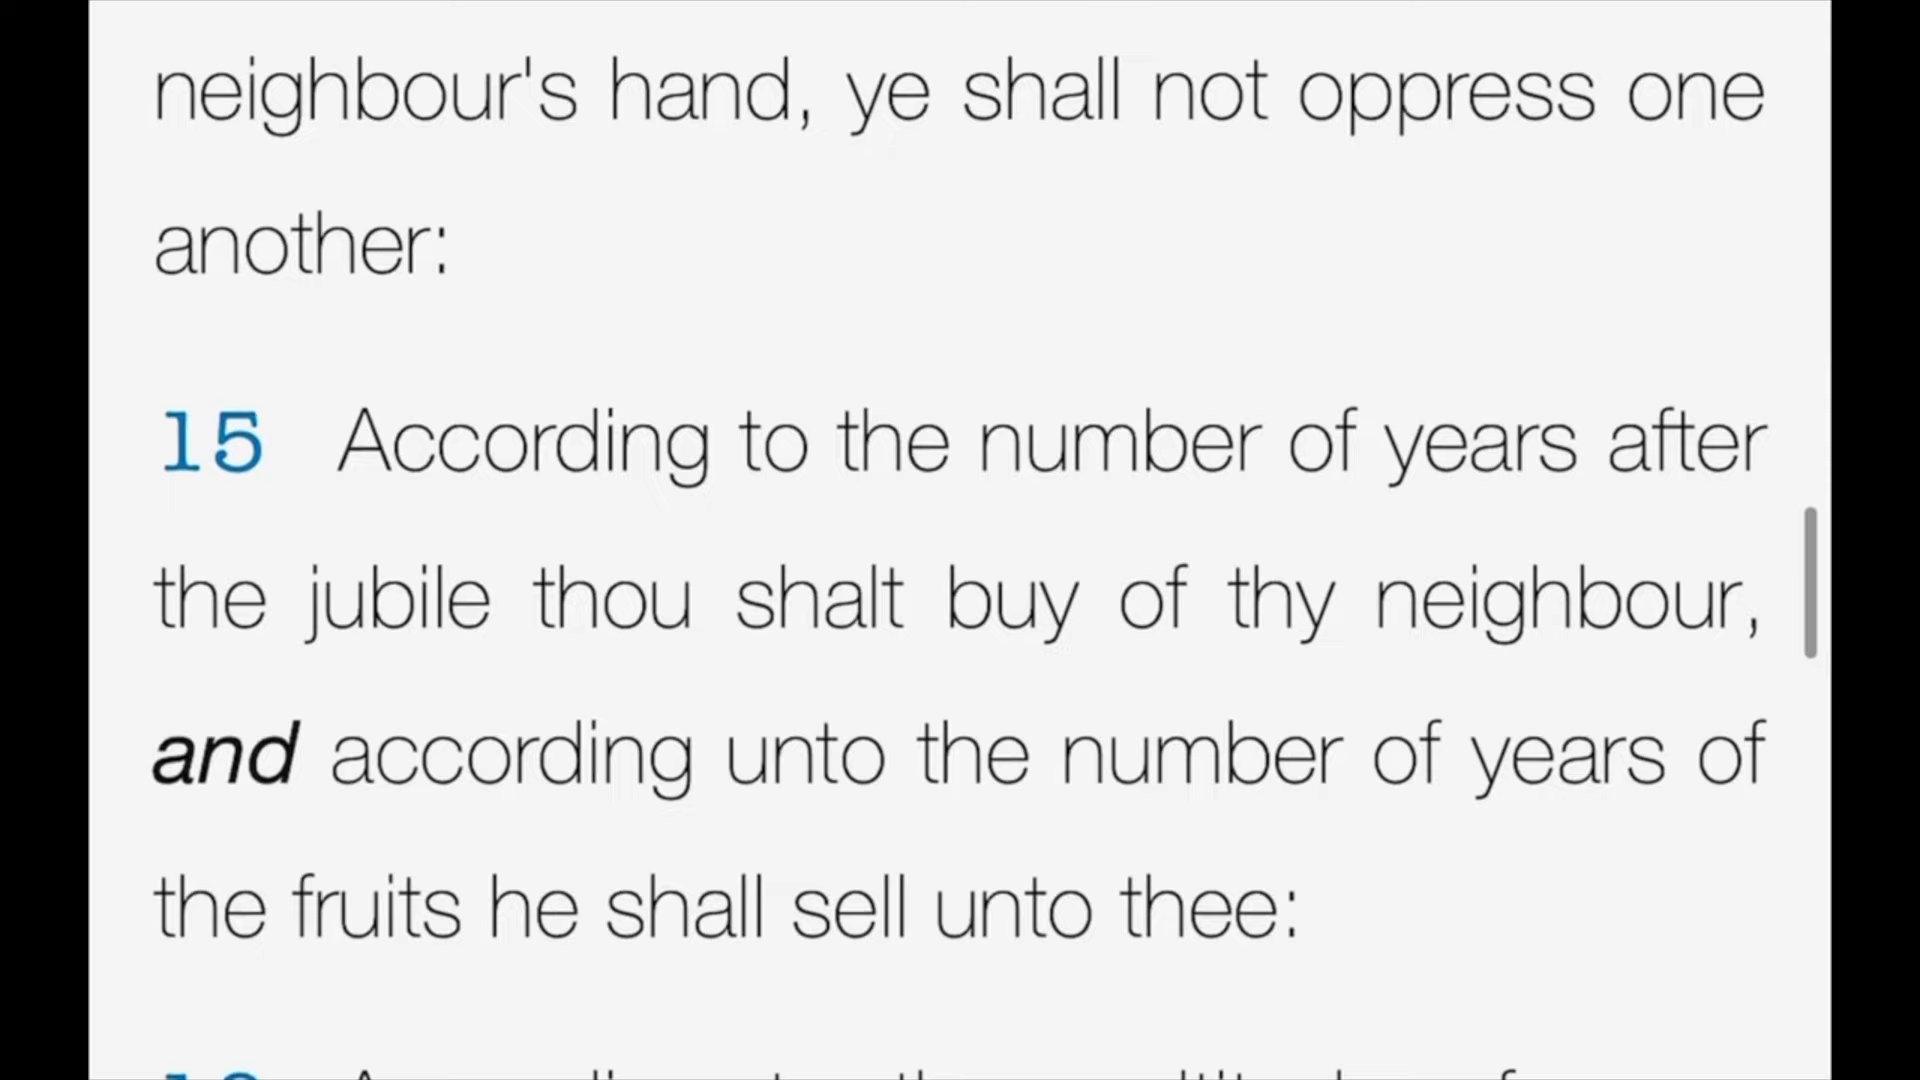 neighbour's hand, ye shall not oppress one
another:
15 According to the number of years after
the jubile thou shalt buy of thy neighbour,
and according unto the number of years of
the fruits he shall sell unto thee: